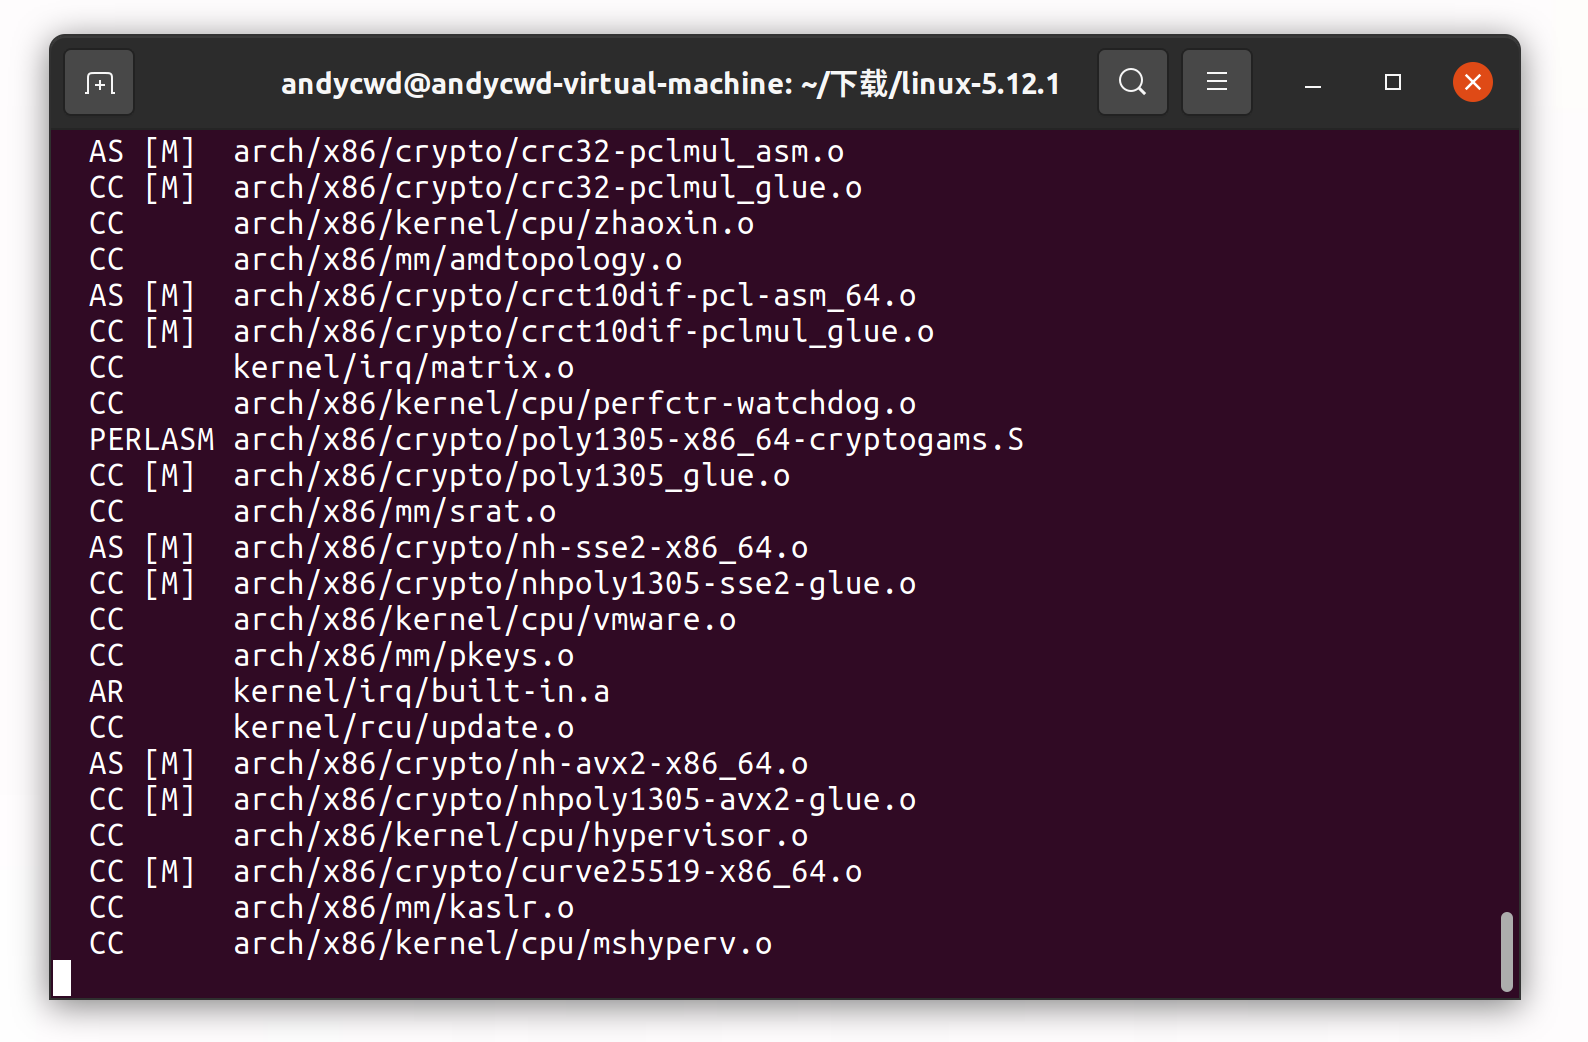 andycwd@andycwd-virtual-machine: ~/下载/linux-5.12.1
AS [M]  arch/x86/crypto/crc32-pclmul_asm.o
CC [M]  arch/x86/crypto/crc32-pclmul_glue.o
CC      arch/x86/kernel/cpu/zhaoxin.o
CC      arch/x86/mm/amdtopology.o
AS [M]  arch/x86/crypto/crct10dif-pcl-asm_64.o
CC [M]  arch/x86/crypto/crct10dif-pclmul_glue.o
CC      kernel/irq/matrix.o
CC      arch/x86/kernel/cpu/perfctr-watchdog.o
PERLASM arch/x86/crypto/poly1305-x86_64-cryptogams.S
CC [M]  arch/x86/crypto/poly1305_glue.o
CC      arch/x86/mm/srat.o
AS [M]  arch/x86/crypto/nh-sse2-x86_64.o
CC [M]  arch/x86/crypto/nhpoly1305-sse2-glue.o
CC      arch/x86/kernel/cpu/vmware.o
CC      arch/x86/mm/pkeys.o
AR      kernel/irq/built-in.a
CC      kernel/rcu/update.o
AS [M]  arch/x86/crypto/nh-avx2-x86_64.o
CC [M]  arch/x86/crypto/nhpoly1305-avx2-glue.o
CC      arch/x86/kernel/cpu/hypervisor.o
CC [M]  arch/x86/crypto/curve25519-x86_64.o
CC      arch/x86/mm/kaslr.o
CC      arch/x86/kernel/cpu/mshyperv.o